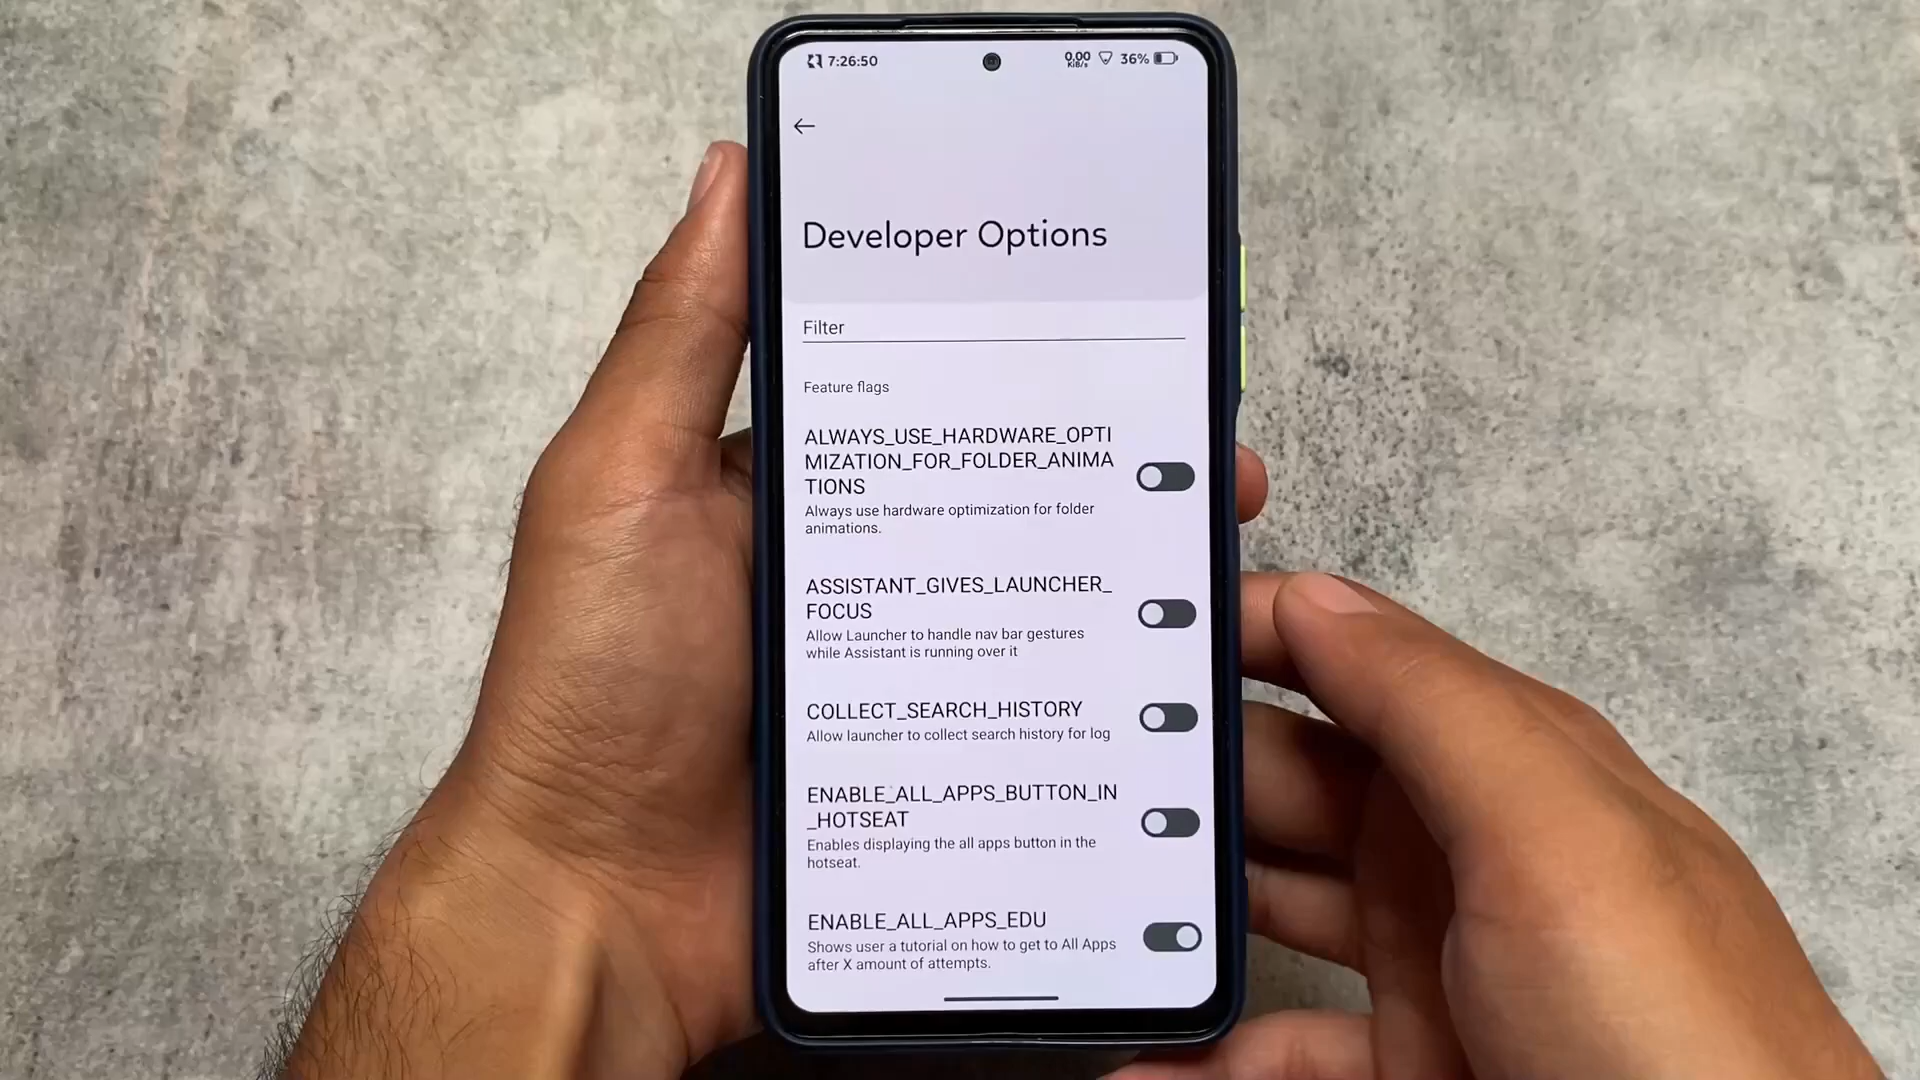 7:26:50 0.00 KiB/s 36%
Developer Options
Filter
Feature flags
ALWAYS_USE_HARDWARE_OPTI
MIZATION_FOR_FOLDER_ANIMA
TIONS
Always use hardware optimization for folder
animations.
ASSISTANT_GIVES_LAUNCHER_
FOCUS
Allow Launcher to handle nav bar gestures
while Assistant is running over it
COLLECT_SEARCH_HISTORY
Allow launcher to collect search history for log
ENABLE_ALL_APPS_BUTTON_IN
_HOTSEAT
Enables displaying the all apps button in the
hotseat.
ENABLE_ALL_APPS_EDU
Shows user a tutorial on how to get to All Apps
after X amount of attempts.